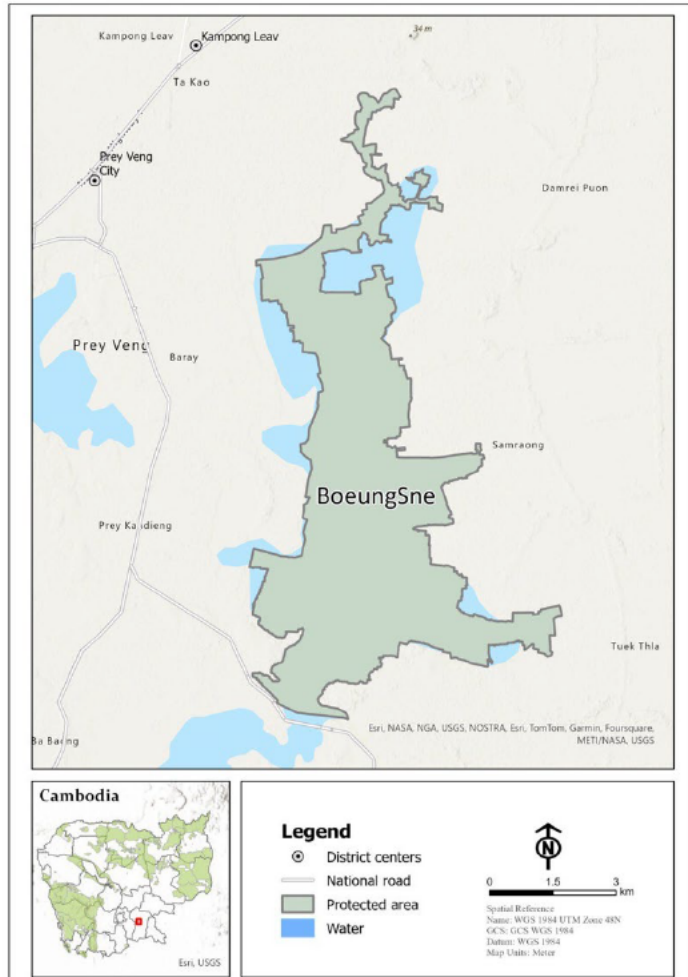 34 m
Kampong Leav
Kampong Leav
Ta Kao
Prey Veng
City
Damrei Puon
Prey Veng
Baray
Samraong
BoeungSne
Prey Kandieng
Tuek Thla
Ba Baong
Esri, NASA, NGA, USGS, NOSTRA, Esri, TomTom, Garmin, Foursquare,
METI/NASA, USGS
Cambodia
Esri, USGS
Legend
District centers
National road
Protected area
Water
N
0 1.5 3
km
Spatial Reference
Name: WGS 1984 UTM Zone 48N
GCS: GCS WGS 1984
Datum: WGS 1984
Map Units: Meter